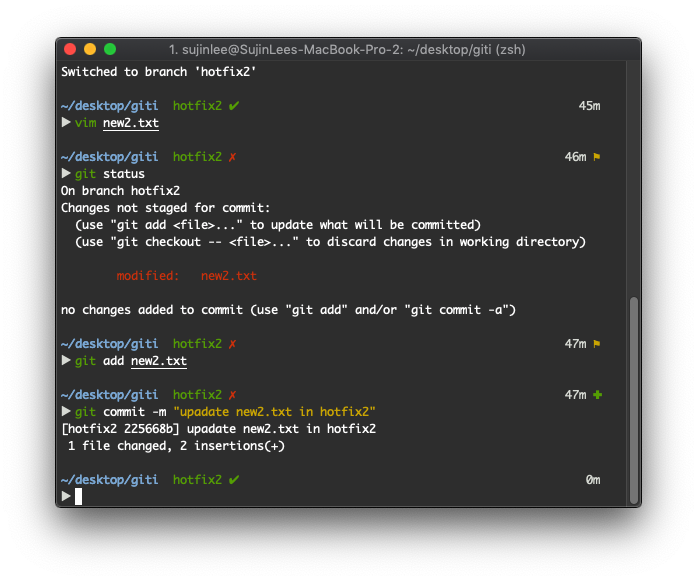 1. sujinlee@SujinLees-MacBook-Pro-2: ~/desktop/giti (zsh)
Switched to branch 'hotfix2'
~/desktop/giti hotfix2 ✔ 45m
▶ vim new2.txt
~/desktop/giti hotfix2 ✗ 46m ⚑
▶ git status
On branch hotfix2
Changes not staged for commit:
(use "git add <file>..." to update what will be committed)
(use "git checkout -- <file>..." to discard changes in working directory)
modified: new2.txt
no changes added to commit (use "git add" and/or "git commit -a")
~/desktop/giti hotfix2 ✗ 47m ⚑
▶ git add new2.txt
~/desktop/giti hotfix2 ✗ 47m ✚
▶ git commit -m "upadate new2.txt in hotfix2"
[hotfix2 225668b] upadate new2.txt in hotfix2
1 file changed, 2 insertions(+)
~/desktop/giti hotfix2 ✔ 0m
▶